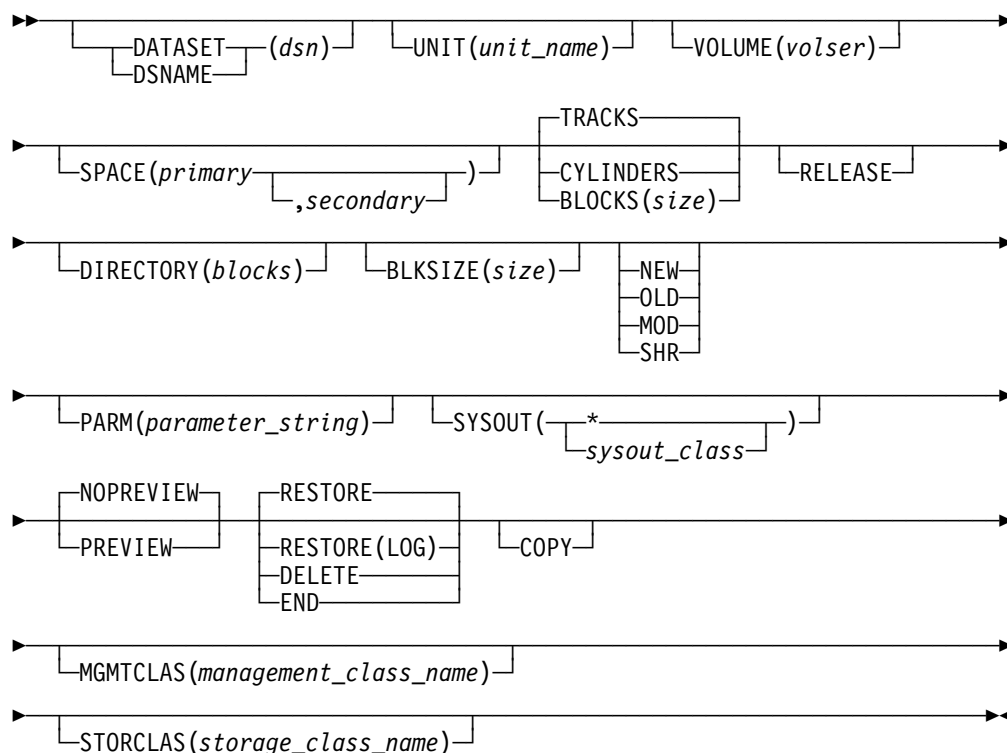 DATASET (dsn) UNIT(unit_name) VOLUME(volser)
DSNAME
TRACKS
SPACE(primary ) CYLINDERS RELEASE
,secondary BLOCKS(size)
DIRECTORY(blocks) BLKSIZE(size) NEW
OLD
MOD
SHR
PARM(parameter_string) SYSOUT( * )
sysout_class
NOPREVIEW RESTORE
PREVIEW RESTORE(LOG) COPY
DELETE
END
MGMTCLAS(management_class_name)
STORCLAS(storage_class_name)